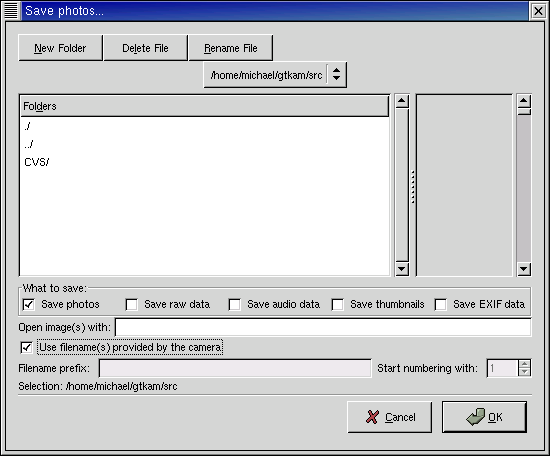 Save photos...
New Folder
Delete File
Rename File
/home/michael/gtkam/src
Folders
./
../
CVS/
What to save:
Save photos
Save raw data
Save audio data
Save thumbnails
Save EXIF data
Open image(s) with:
Use filename(s) provided by the camera
Filename prefix:
Start numbering with:
1
Selection: /home/michael/gtkam/src
Cancel
OK